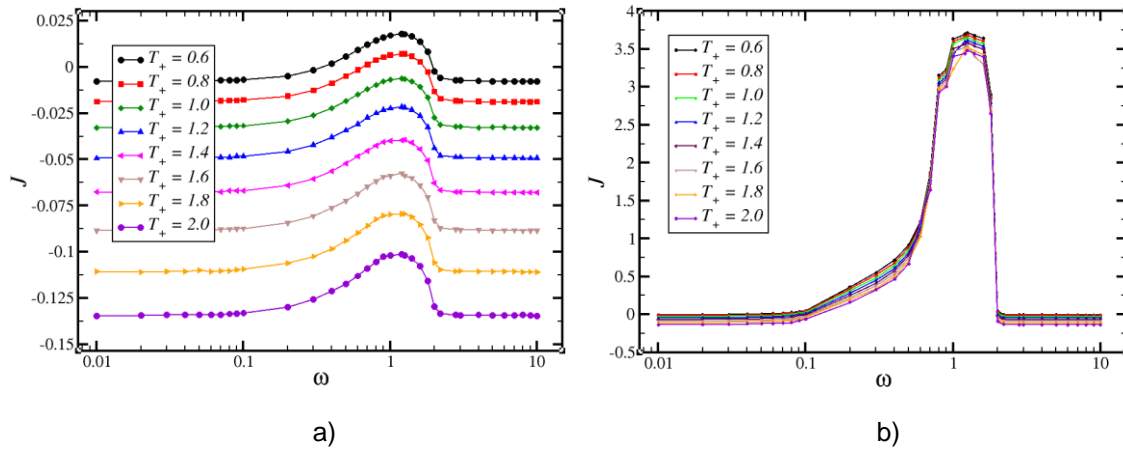 0.025
0
-0.025
-0.05
-0.075
-0.1
-0.125
-0.15
J
T+ = 0.6
T+ = 0.8
T+ = 1.0
T+ = 1.2
T+ = 1.4
T+ = 1.6
T+ = 1.8
T+ = 2.0
0.01 0.1 1 10
ω
a)
4
3.5
3
2.5
2
1.5
1
0.5
0
-0.5
J
T+ = 0.6
T+ = 0.8
T+ = 1.0
T+ = 1.2
T+ = 1.4
T+ = 1.6
T+ = 1.8
T+ = 2.0
0.01 0.1 1 10
ω
b)